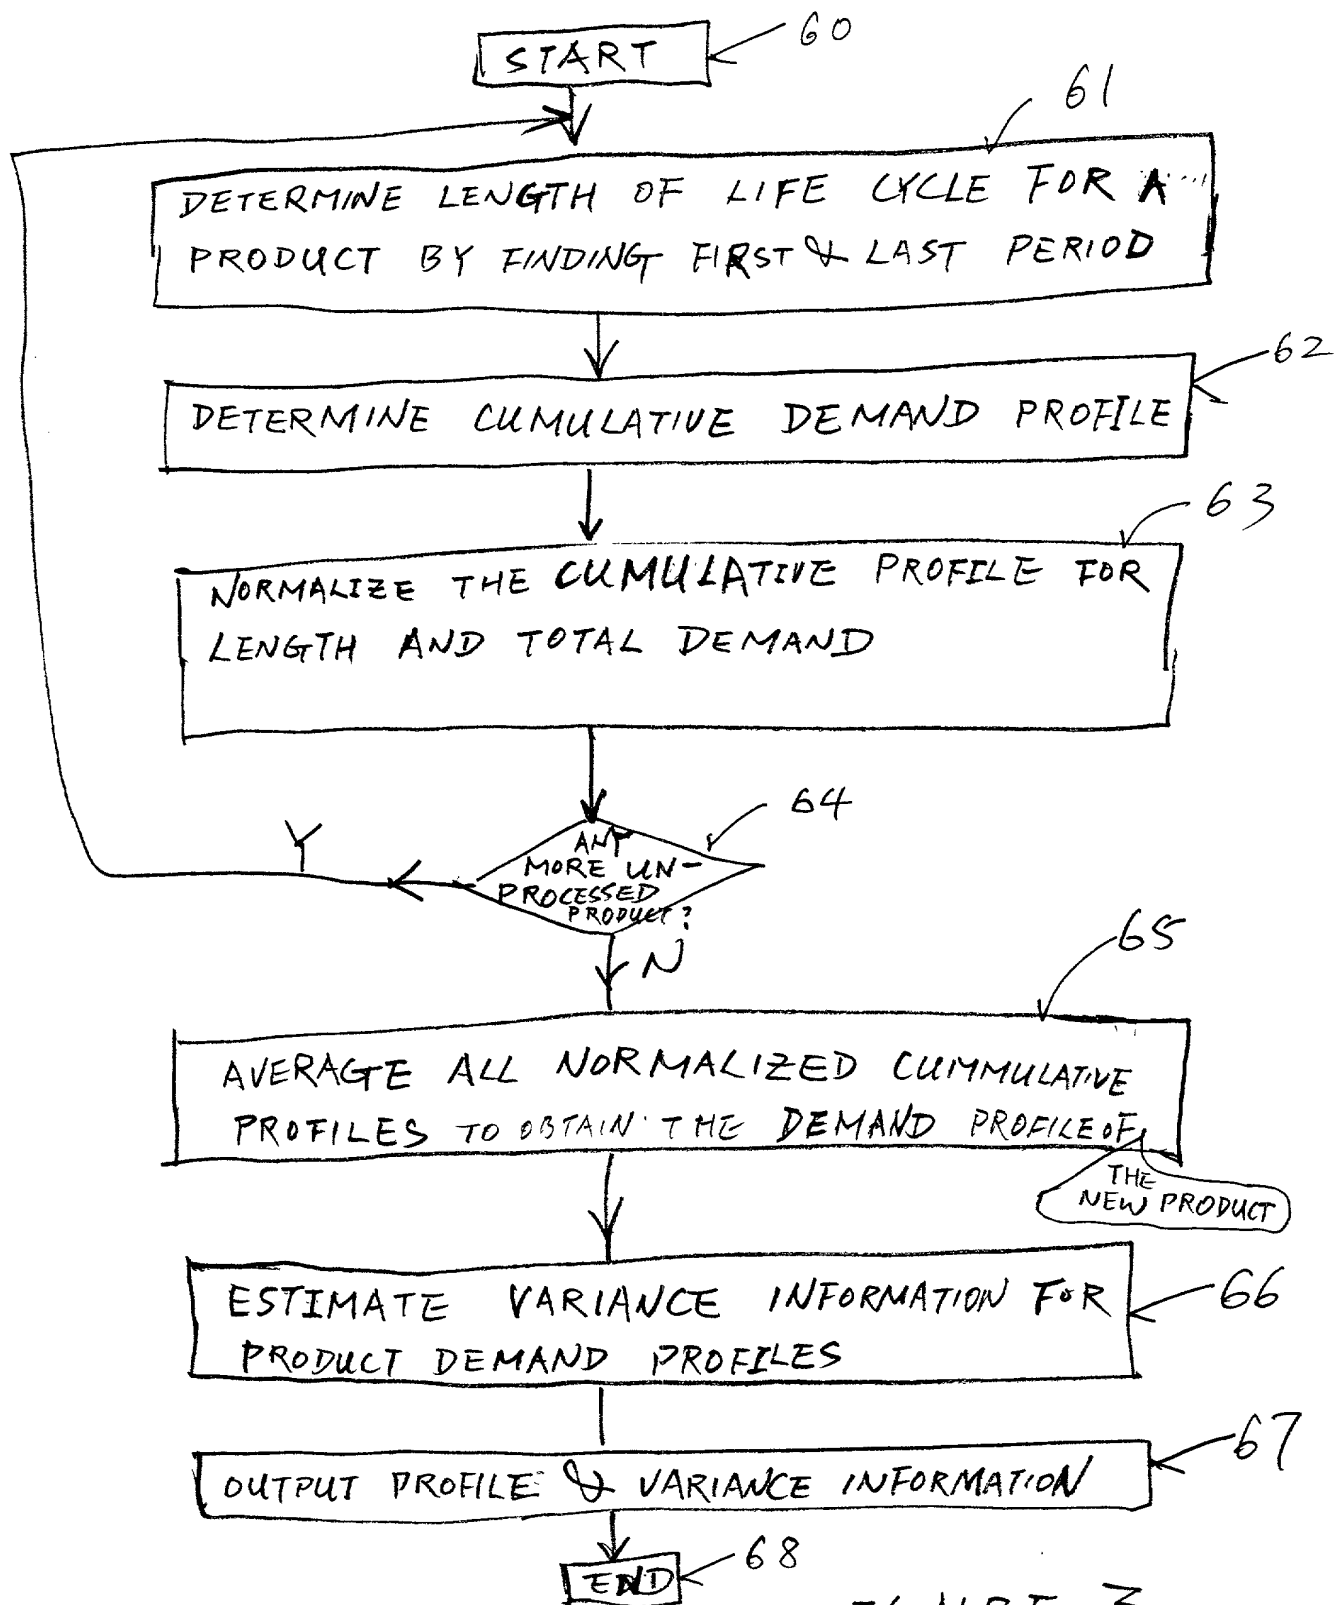 START
60
61
DETERMINE LENGTH OF LIFE CYCLE FOR A
PRODUCT BY FINDING FIRST & LAST PERIOD
62
DETERMINE CUMULATIVE DEMAND PROFILE
63
NORMALIZE THE CUMULATIVE PROFILE FOR
LENGTH AND TOTAL DEMAND
64
ANY
MORE UN-
PROCESSED
PRODUCT?
Y
N
65
AVERAGE ALL NORMALIZED CUMMULATIVE
PROFILES TO OBTAIN THE DEMAND PROFILE OF
THE
NEW PRODUCT
66
ESTIMATE VARIANCE INFORMATION FOR
PRODUCT DEMAND PROFILES
67
OUTPUT PROFILE & VARIANCE INFORMATION
68
END
3